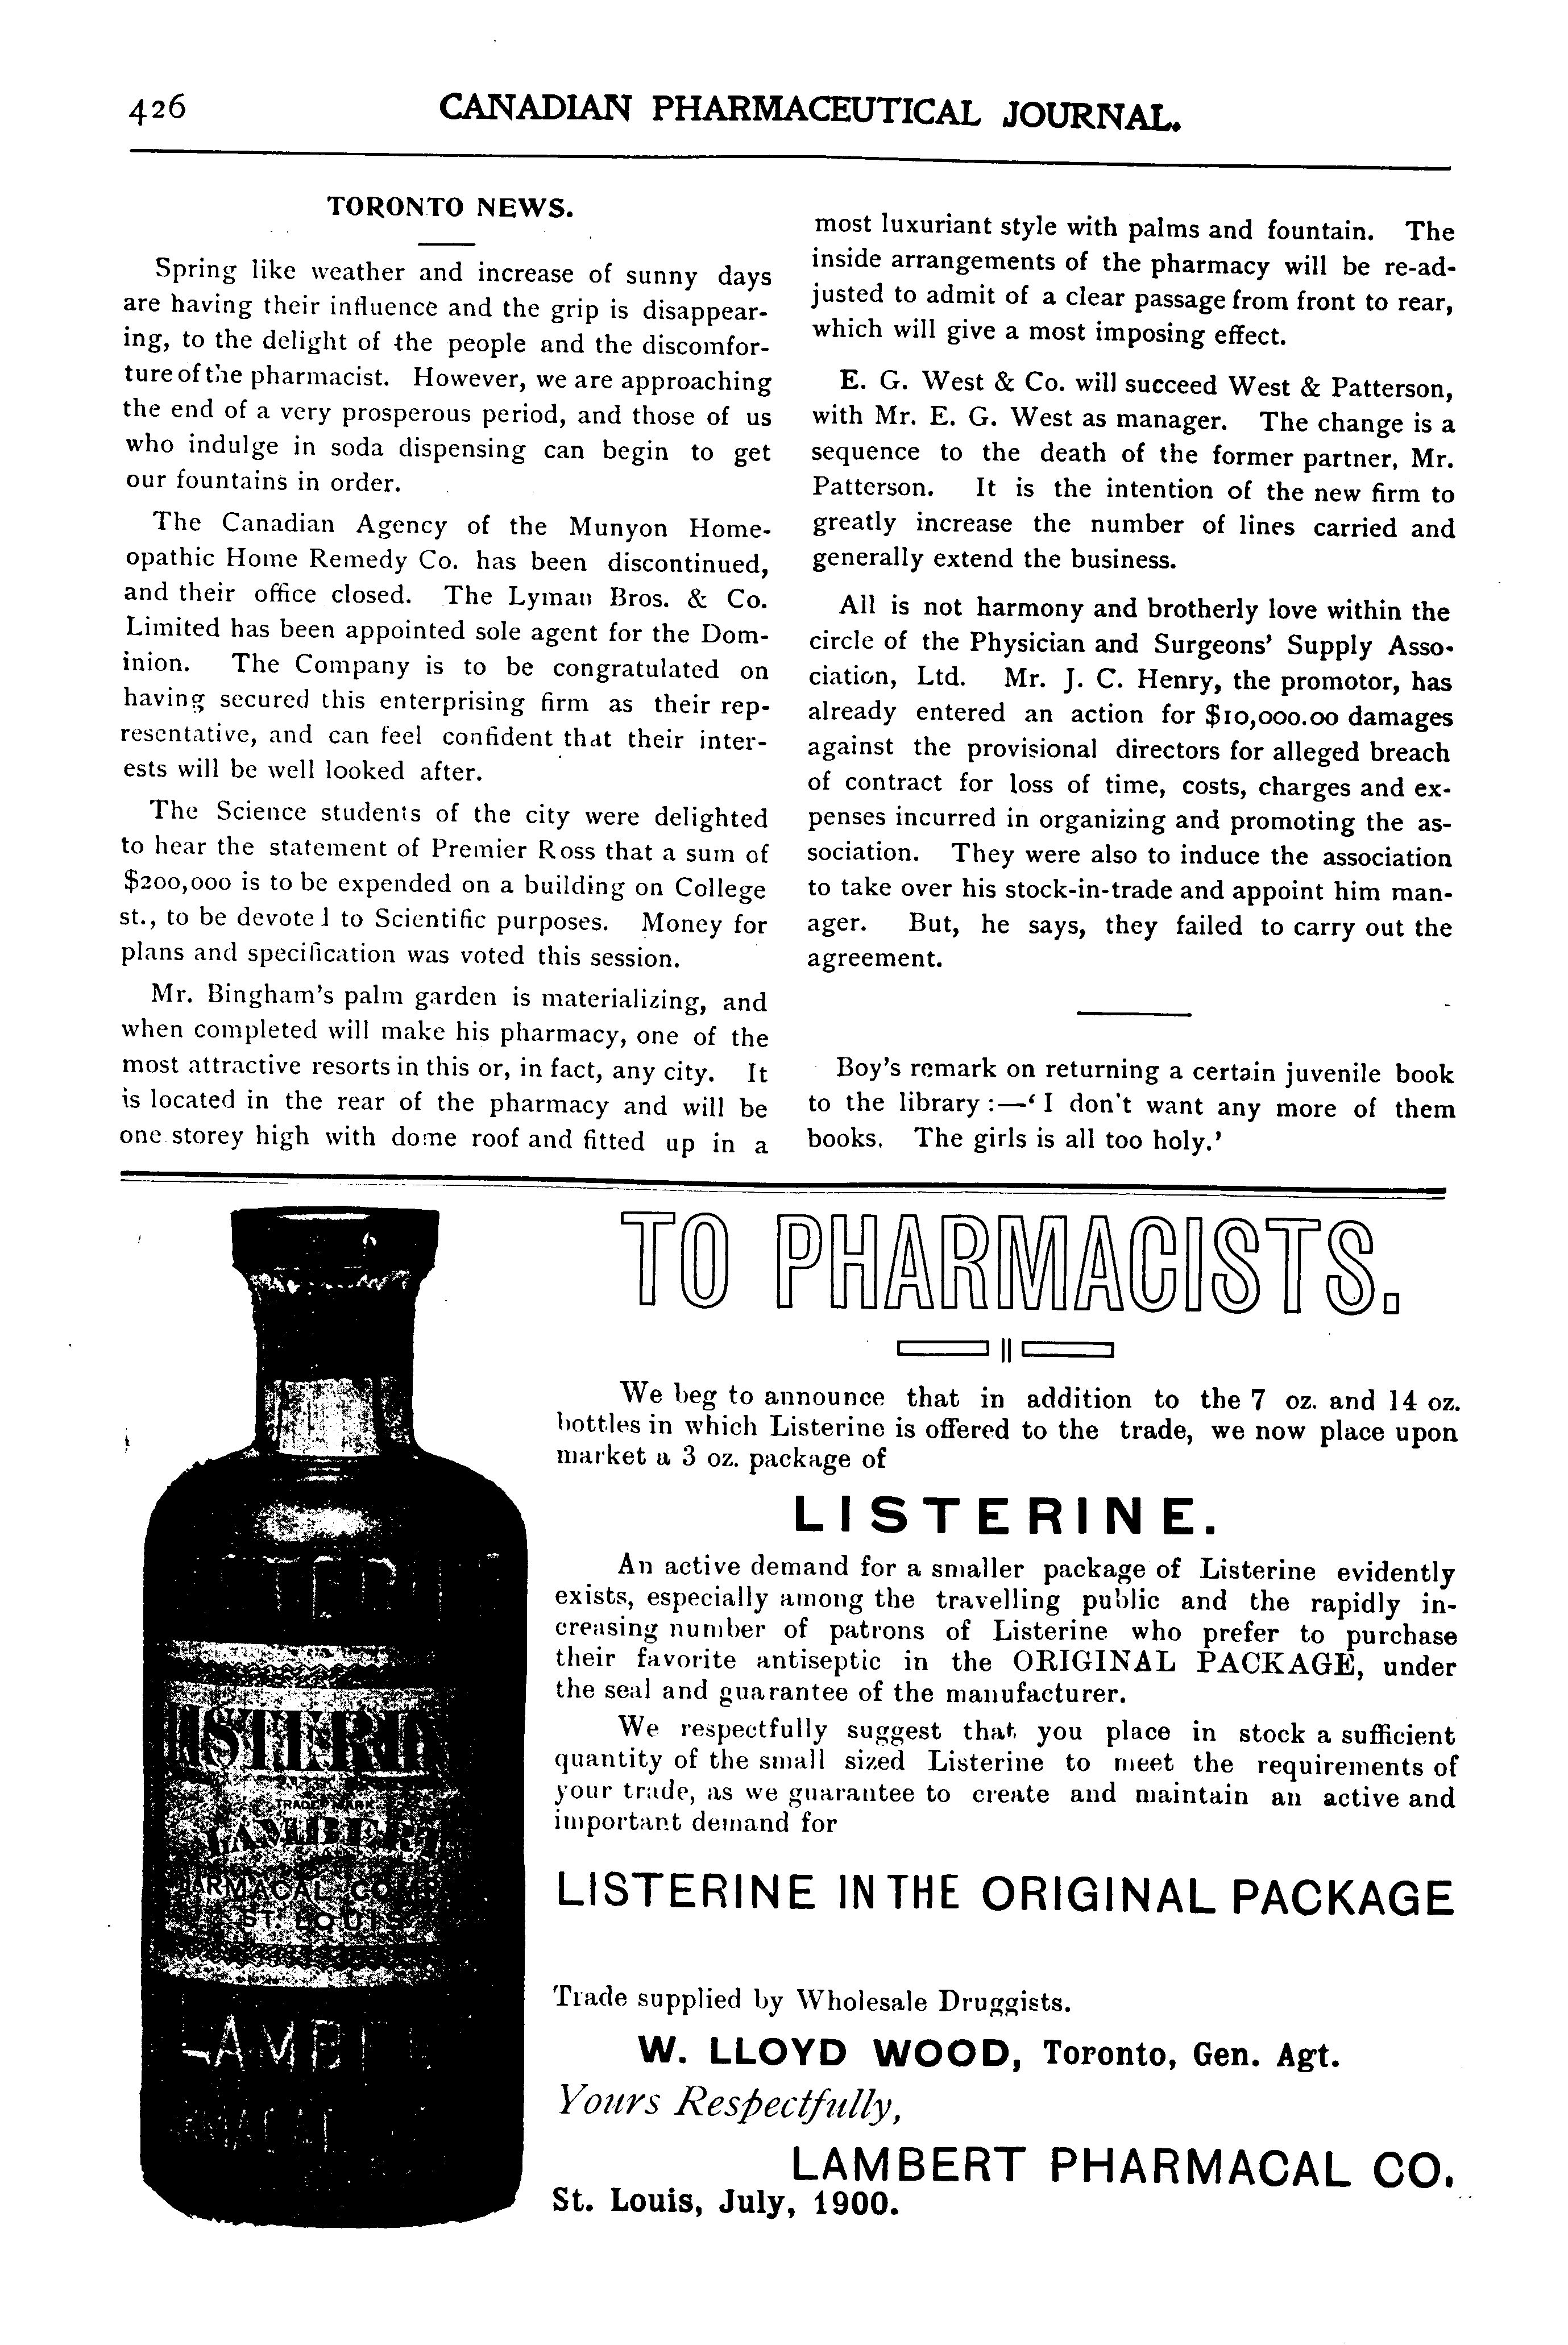 426
CANADIAN PHARMACEUTICAL JOURNAL.
TORONTO NEWS.
Spring like weather and increase of sunny days
are having their influence and the grip is disappear-
ing, to the delight of the people and the discomfor-
ture of the pharmacist. However, we are approaching
the end of a very prosperous period, and those of us
who indulge in soda dispensing can begin to get
our fountains in order.
The Canadian Agency of the Munyon Home-
opathic Home Remedy Co. has been discontinued,
and their office closed. The Lyman Bros. & Co.
Limited has been appointed sole agent for the Dom-
inion. The Company is to be congratulated on
having secured this enterprising firm as their rep-
resentative, and can feel confident that their inter-
ests will be well looked after.
The Science students of the city were delighted
to hear the statement of Premier Ross that a sum of
$200,000 is to be expended on a building on College
st., to be devoted to Scientific purposes. Money for
plans and specification was voted this session.
Mr. Bingham's palm garden is materializing, and
when completed will make his pharmacy, one of the
most attractive resorts in this or, in fact, any city. It
is located in the rear of the pharmacy and will be
one storey high with dome roof and fitted up in a
most luxuriant style with palms and fountain. The
inside arrangements of the pharmacy will be re-ad-
justed to admit of a clear passage from front to rear,
which will give a most imposing effect.
E. G. West & Co. will succeed West & Patterson,
with Mr. E. G. West as manager. The change is a
sequence to the death of the former partner, Mr.
Patterson. It is the intention of the new firm to
greatly increase the number of lines carried and
generally extend the business.
All is not harmony and brotherly love within the
circle of the Physician and Surgeons' Supply Asso-
ciation, Ltd. Mr. J. C. Henry, the promotor, has
already entered an action for $10,000.00 damages
against the provisional directors for alleged breach
of contract for loss of time, costs, charges and ex-
penses incurred in organizing and promoting the as-
sociation. They were also to induce the association
to take over his stock-in-trade and appoint him man-
ager. But, he says, they failed to carry out the
agreement.
Boy's remark on returning a certain juvenile book
to the library :—‘I don't want any more of them
books. The girls is all too holy.’
LISTERIN
TRADE MARK
LAMBERT
ARMACAL CO
ST. LOUIS
LAMBE
TO PHARMACISTS.
We beg to announce that in addition to the 7 oz. and 14 oz.
bottles in which Listerine is offered to the trade, we now place upon
market a 3 oz. package of
LISTERINE.
An active demand for a smaller package of Listerine evidently
exists, especially among the travelling public and the rapidly in-
creasing number of patrons of Listerine who prefer to purchase
their favorite antiseptic in the ORIGINAL PACKAGE, under
the seal and guarantee of the manufacturer.
We respectfully suggest that you place in stock a sufficient
quantity of the small sized Listerine to meet the requirements of
your trade, as we guarantee to create and maintain an active and
important demand for
LISTERINE IN THE ORIGINAL PACKAGE
Trade supplied by Wholesale Druggists.
W. LLOYD WOOD, Toronto, Gen. Agt.
Yours Respectfully,
LAMBERT PHARMACAL CO.
St. Louis, July, 1900.